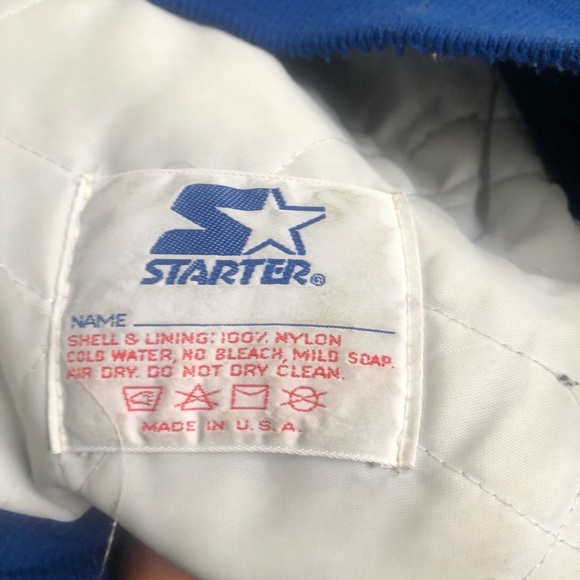 STARTER®
NAME
SHELL & LINING: 100% NYLON
COLD WATER, NO BLEACH, MILD SOAP.
AIR DRY. DO NOT DRY CLEAN.
MADE IN U.S.A.